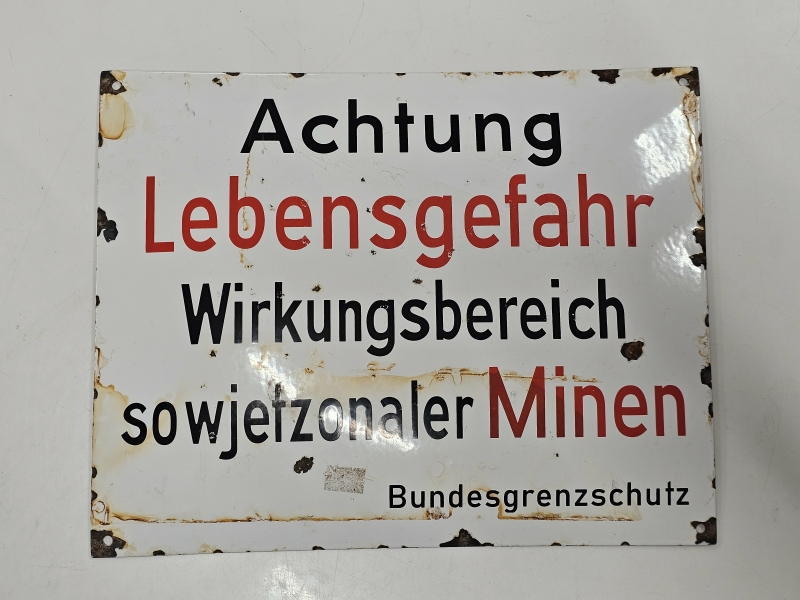 Achtung
Lebensgefahr
Wirkungsbereich
sowjetzonaler Minen
Bundesgrenzschutz